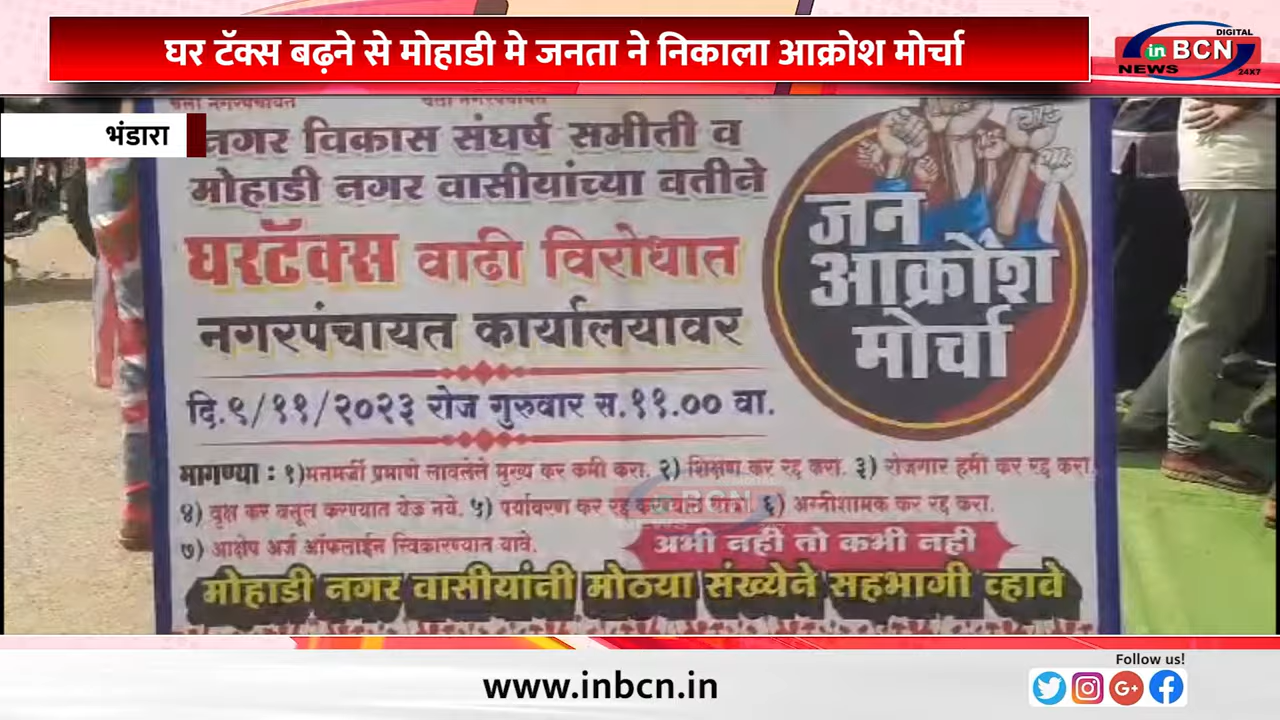 घर टॅक्स बढ़ने से मोहाडी मे जनता ने निकाला आक्रोश मोर्चा
DIGITAL
in BCN
NEWS 24X7
भंडारा
नगर विकास संघर्ष समीती व
मोहाडी नगर वासीयांच्या वतीने
घरटॅक्स वाढी विरोधात
नगरपंचायत कार्यालयावर
जन
आक्रोश
मोर्चा
दि.९/११/२०२३ रोज गुरुवार स.११.०० वा.
मागण्या : १)मनमर्जी प्रमाणे लावलेले मुख्य कर कमी करा. २) शिक्षण कर रद्द करा. ३) रोजगार हमी कर रद्द करा.
४) वृक्ष कर वसूल करण्यात येऊ नये. ५) पर्यावरण कर रद्द करण्यात यावा. ६) अग्नीशामक कर रद्द करा.
७) आक्षेप अर्ज ऑफलाईन स्विकारण्यात यावे.
अभी नही तो कभी नही
मोहाडी नगर वासीयांनी मोठया संख्येने सहभागी व्हावे
www.inbcn.in
Follow us!